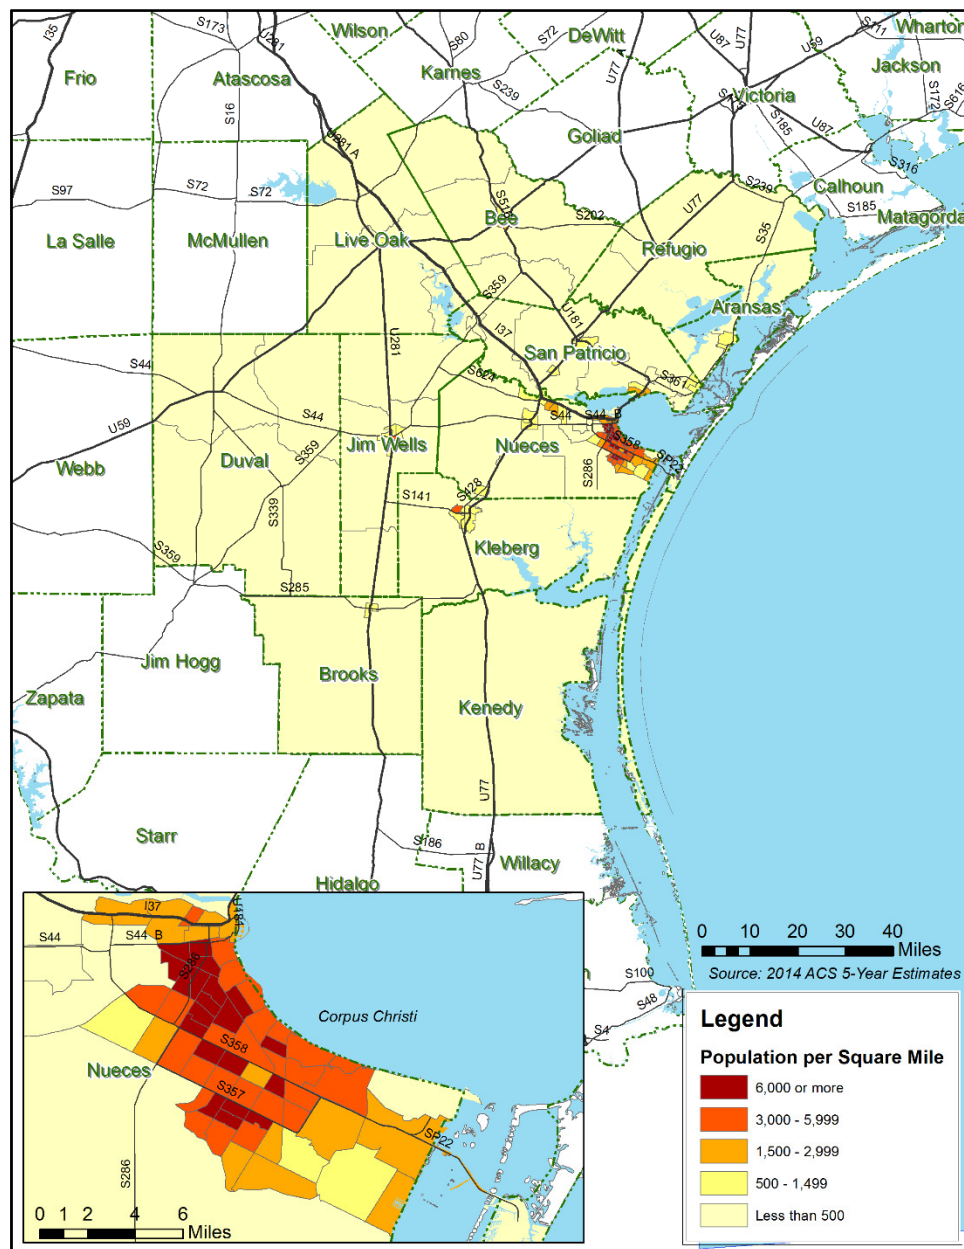 I35
S173
U281
Wilson
S80
S72
DeWitt
U77 A
U87
U77
U59
S111
Wharton
Frio
Atascosa
Karnes
S239
Jackson
S172
S616
S16
Victoria
Goliad
S185
U87
U281 A
S316
S97
S72
S72
S239
Calhoun
S185
La Salle
McMullen
Live Oak
Bee
S202
U77
Refugio
S35
Matagorda
S359
Aransas
I37
U181
U281
San Patricio
S44
S624
S361
U59
S44
S44
S44 B
Webb
Duval
S359
Jim Wells
Nueces
S358
S286
SP22
S339
S141
S428
S359
Kleberg
S285
Jim Hogg
Brooks
Zapata
Kenedy
U77
Starr
S186
U77 B
Willacy
Hidalgo
I37
U181
S44
S44 B
S286
Corpus Christi
S358
Nueces
S357
SP22
S286
0 1 2 4 6
Miles
0 10 20 30 40
Miles
Source: 2014 ACS 5-Year Estimates
S100
S48
S4
Legend
Population per Square Mile
6,000 or more
3,000 - 5,999
1,500 - 2,999
500 - 1,499
Less than 500